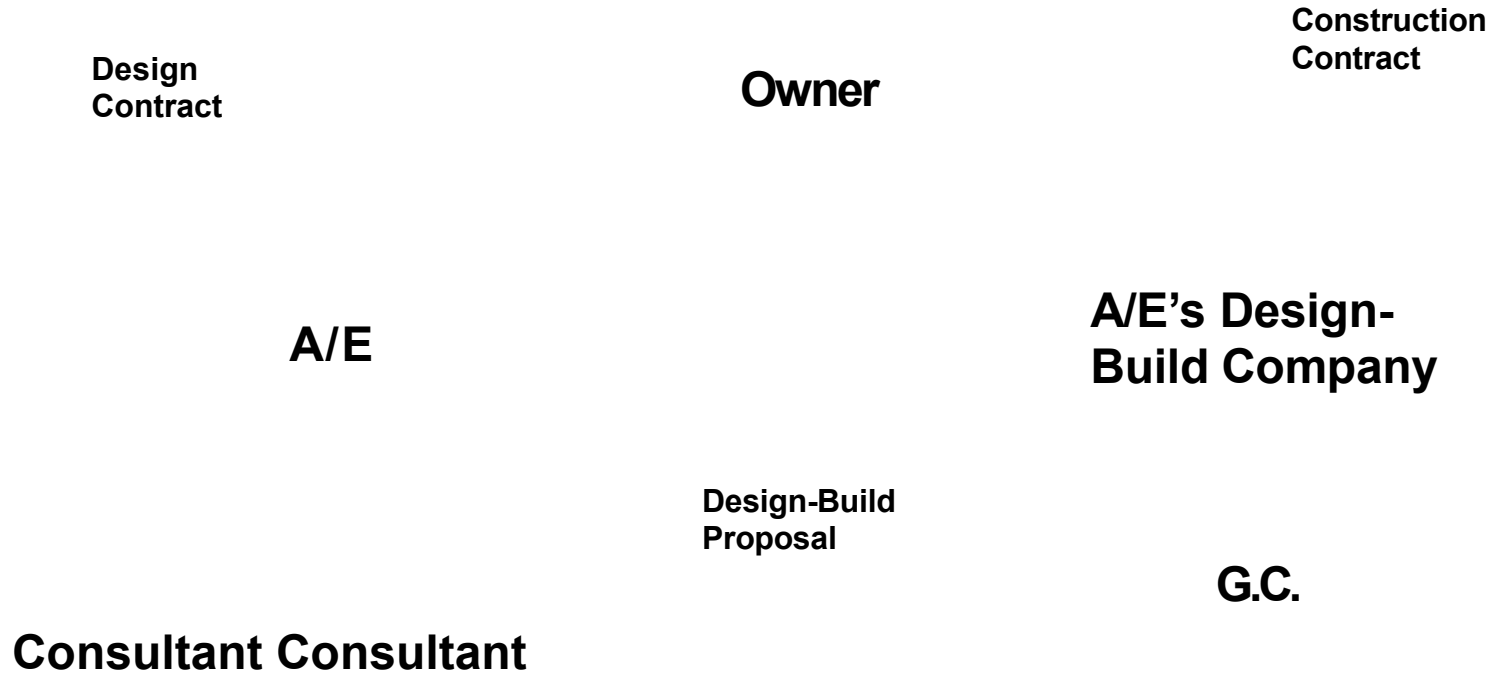 Construction
Contract
Design
Contract
Owner
A/E’s Design-
Build Company
A/E
Design-Build
Proposal
G.C.
Consultant Consultant